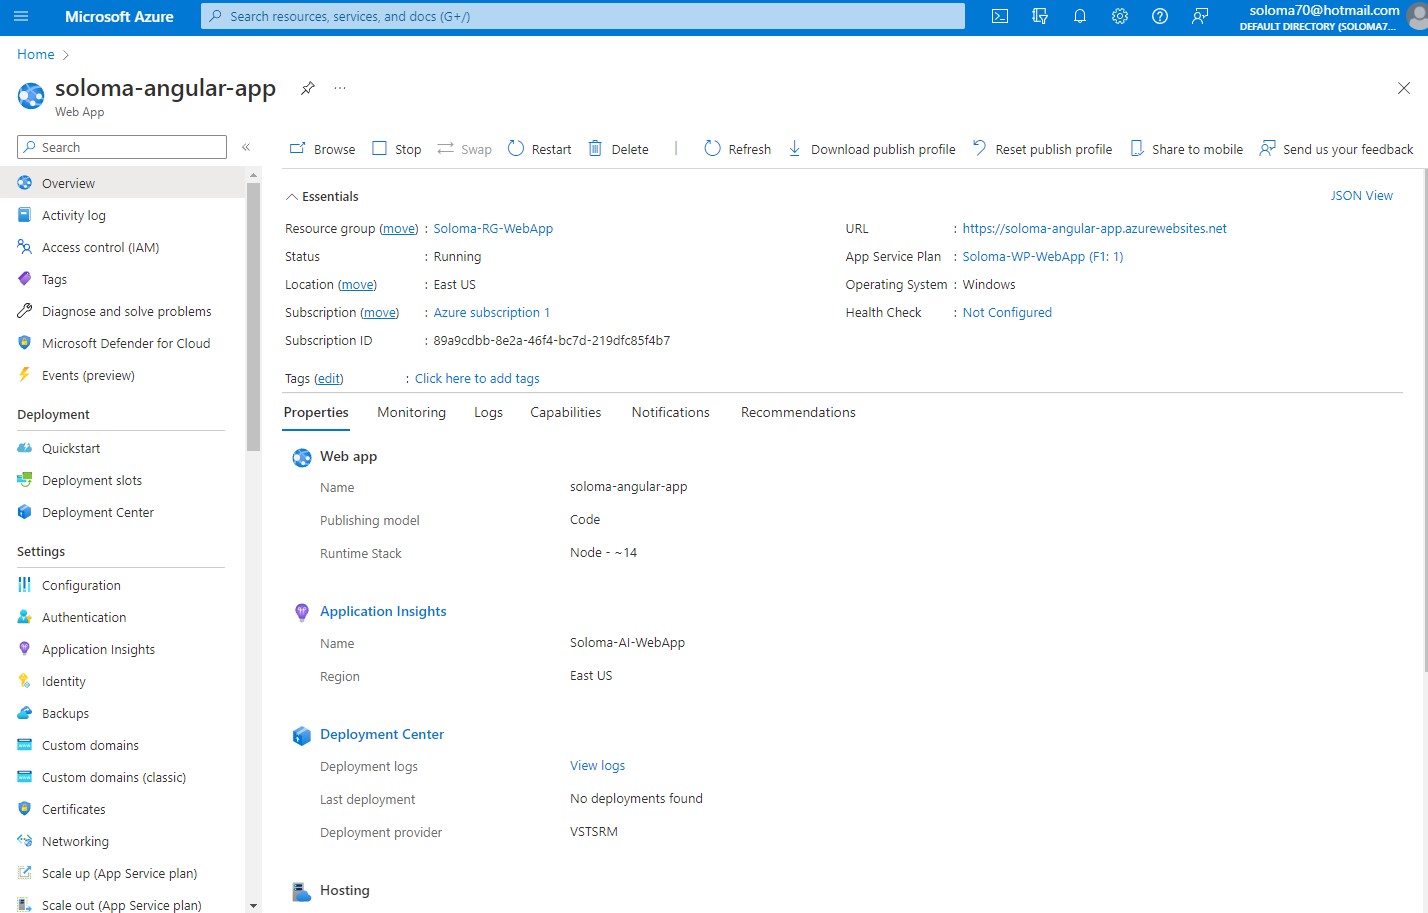 Microsoft Azure
Search resources, services, and docs (G+/)
soloma70@hotmail.com
DEFAULT DIRECTORY (SOLOMA7...
Home
soloma-angular-app
Web App
Search
«
Browse
Stop
Swap
Restart
Delete
Refresh
Download publish profile
Reset publish profile
Share to mobile
Send us your feedback
Overview
Activity log
Access control (IAM)
Tags
Diagnose and solve problems
Microsoft Defender for Cloud
Events (preview)
Deployment
Quickstart
Deployment slots
Deployment Center
Settings
Configuration
Authentication
Application Insights
Identity
Backups
Custom domains
Custom domains (classic)
Certificates
Networking
Scale up (App Service plan)
Scale out (App Service plan)
Essentials
JSON View
Resource group (move) : Soloma-RG-WebApp
Status : Running
Location (move) : East US
Subscription (move) : Azure subscription 1
Subscription ID : 89a9cdbb-8e2a-46f4-bc7d-219dfc85f4b7
Tags (edit) : Click here to add tags
URL : https://soloma-angular-app.azurewebsites.net
App Service Plan : Soloma-WP-WebApp (F1: 1)
Operating System : Windows
Health Check : Not Configured
Properties
Monitoring
Logs
Capabilities
Notifications
Recommendations
Web app
Name soloma-angular-app
Publishing model Code
Runtime Stack Node - ~14
Application Insights
Name Soloma-AI-WebApp
Region East US
Deployment Center
Deployment logs View logs
Last deployment No deployments found
Deployment provider VSTSRM
Hosting